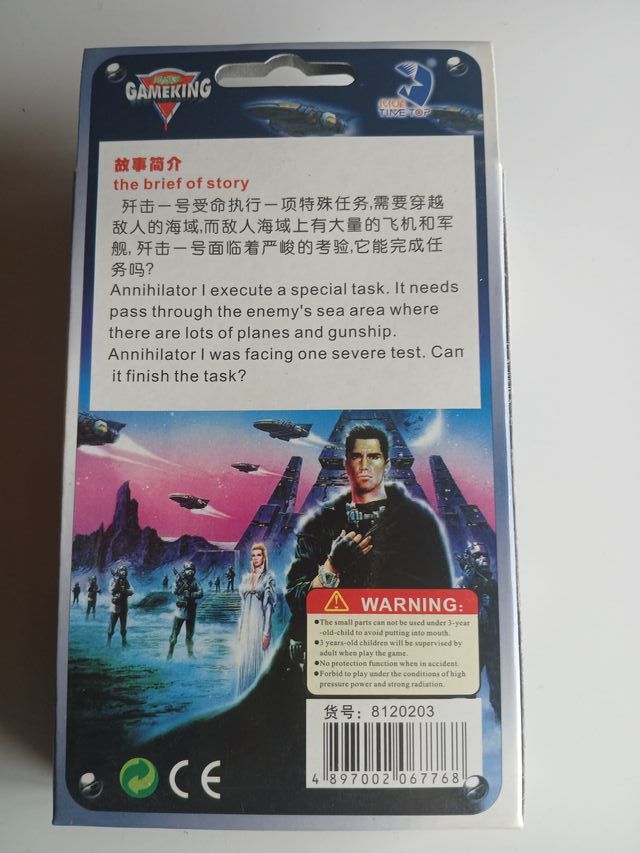 GAMEKING
TIME TOP
故事简介
the brief of story
歼击一号受命执行一项特殊任务,需要穿越
敌人的海域,而敌人海域上有大量的飞机和军
舰, 歼击一号面临着严峻的考验,它能完成任
务吗?
Annihilator I execute a special task. It needs
pass through the enemy's sea area where
there are lots of planes and gunship.
Annihilator I was facing one severe test. Can
it finish the task?
WARNING:
●The small parts can not be used under 3-year
-old-child to avoid putting into mouth.
●3 years-old children will be supervised by
adult when play the game.
●No protection function when in accident.
●Forbid to play under the conditions of high
pressure power and strong radiation.
货号: 8120203
CE
4 897002 067768